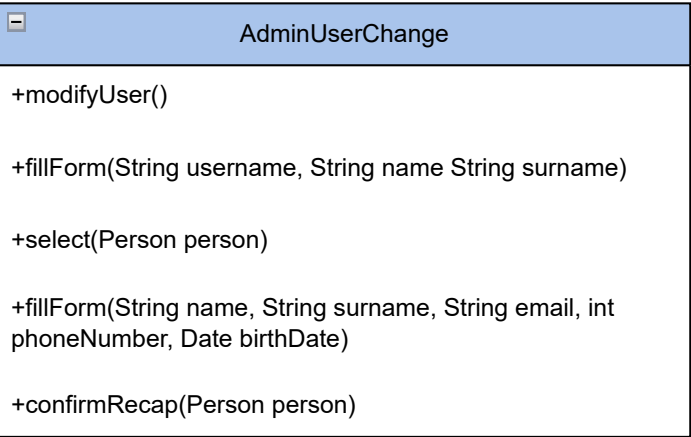 AdminUserChange
+modifyUser()
+fillForm(String username, String name String surname)
+select(Person person)
+fillForm(String name, String surname, String email, int
phoneNumber, Date birthDate)
+confirmRecap(Person person)